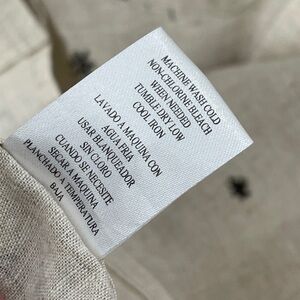 MACHINE WASH COLD
NON-CHLORINE BLEACH
WHEN NEEDED
TUMBLE DRY LOW
COOL IRON
LAVADO A MAQUINA CON
AGUA FRIA
USAR BLANQUEADOR
SIN CLORO
CUANDO SE NECESITE
SECAR A MAQUINA
PLANCHADO A TEMPERATURA
BAJA